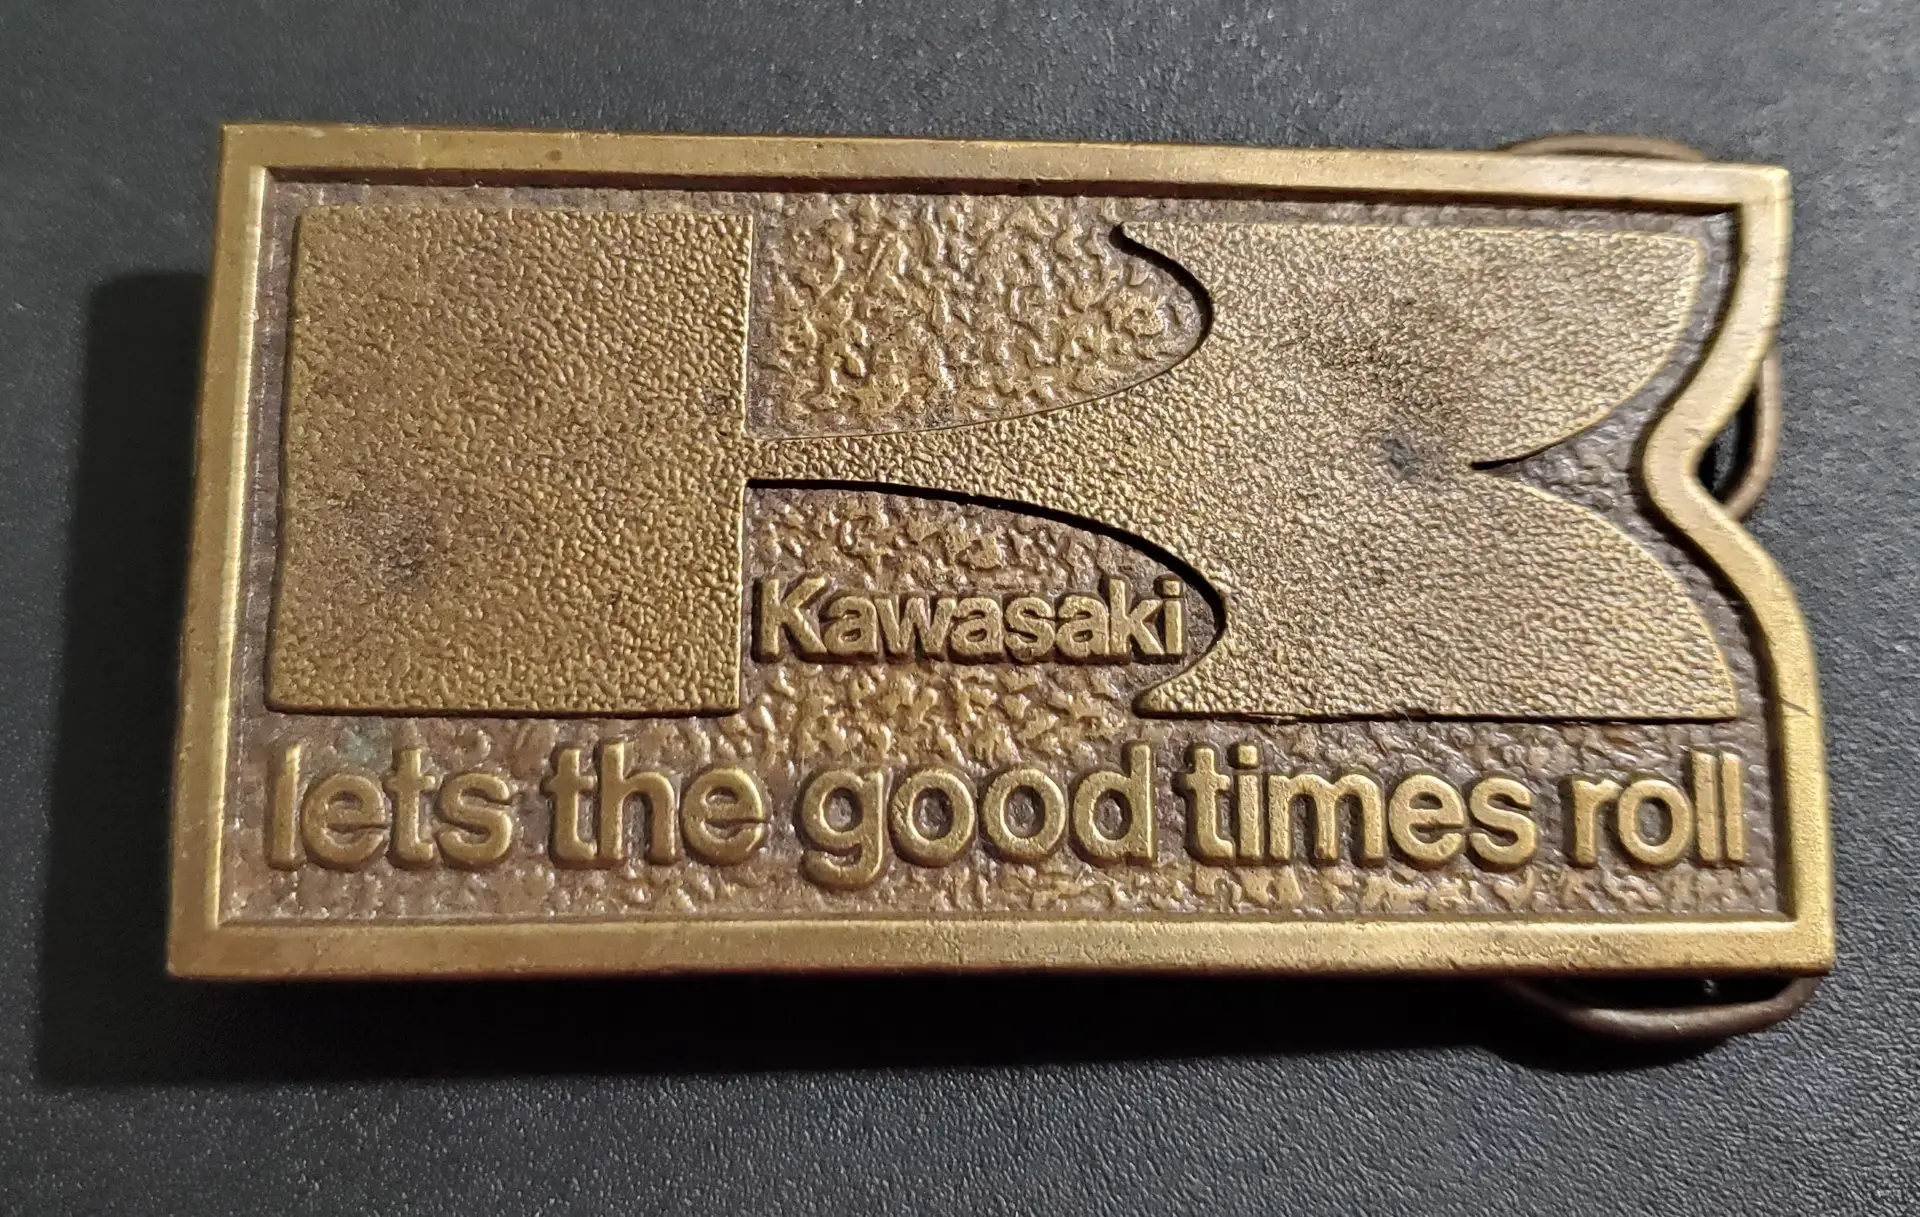 Kawasaki
lets the good times roll